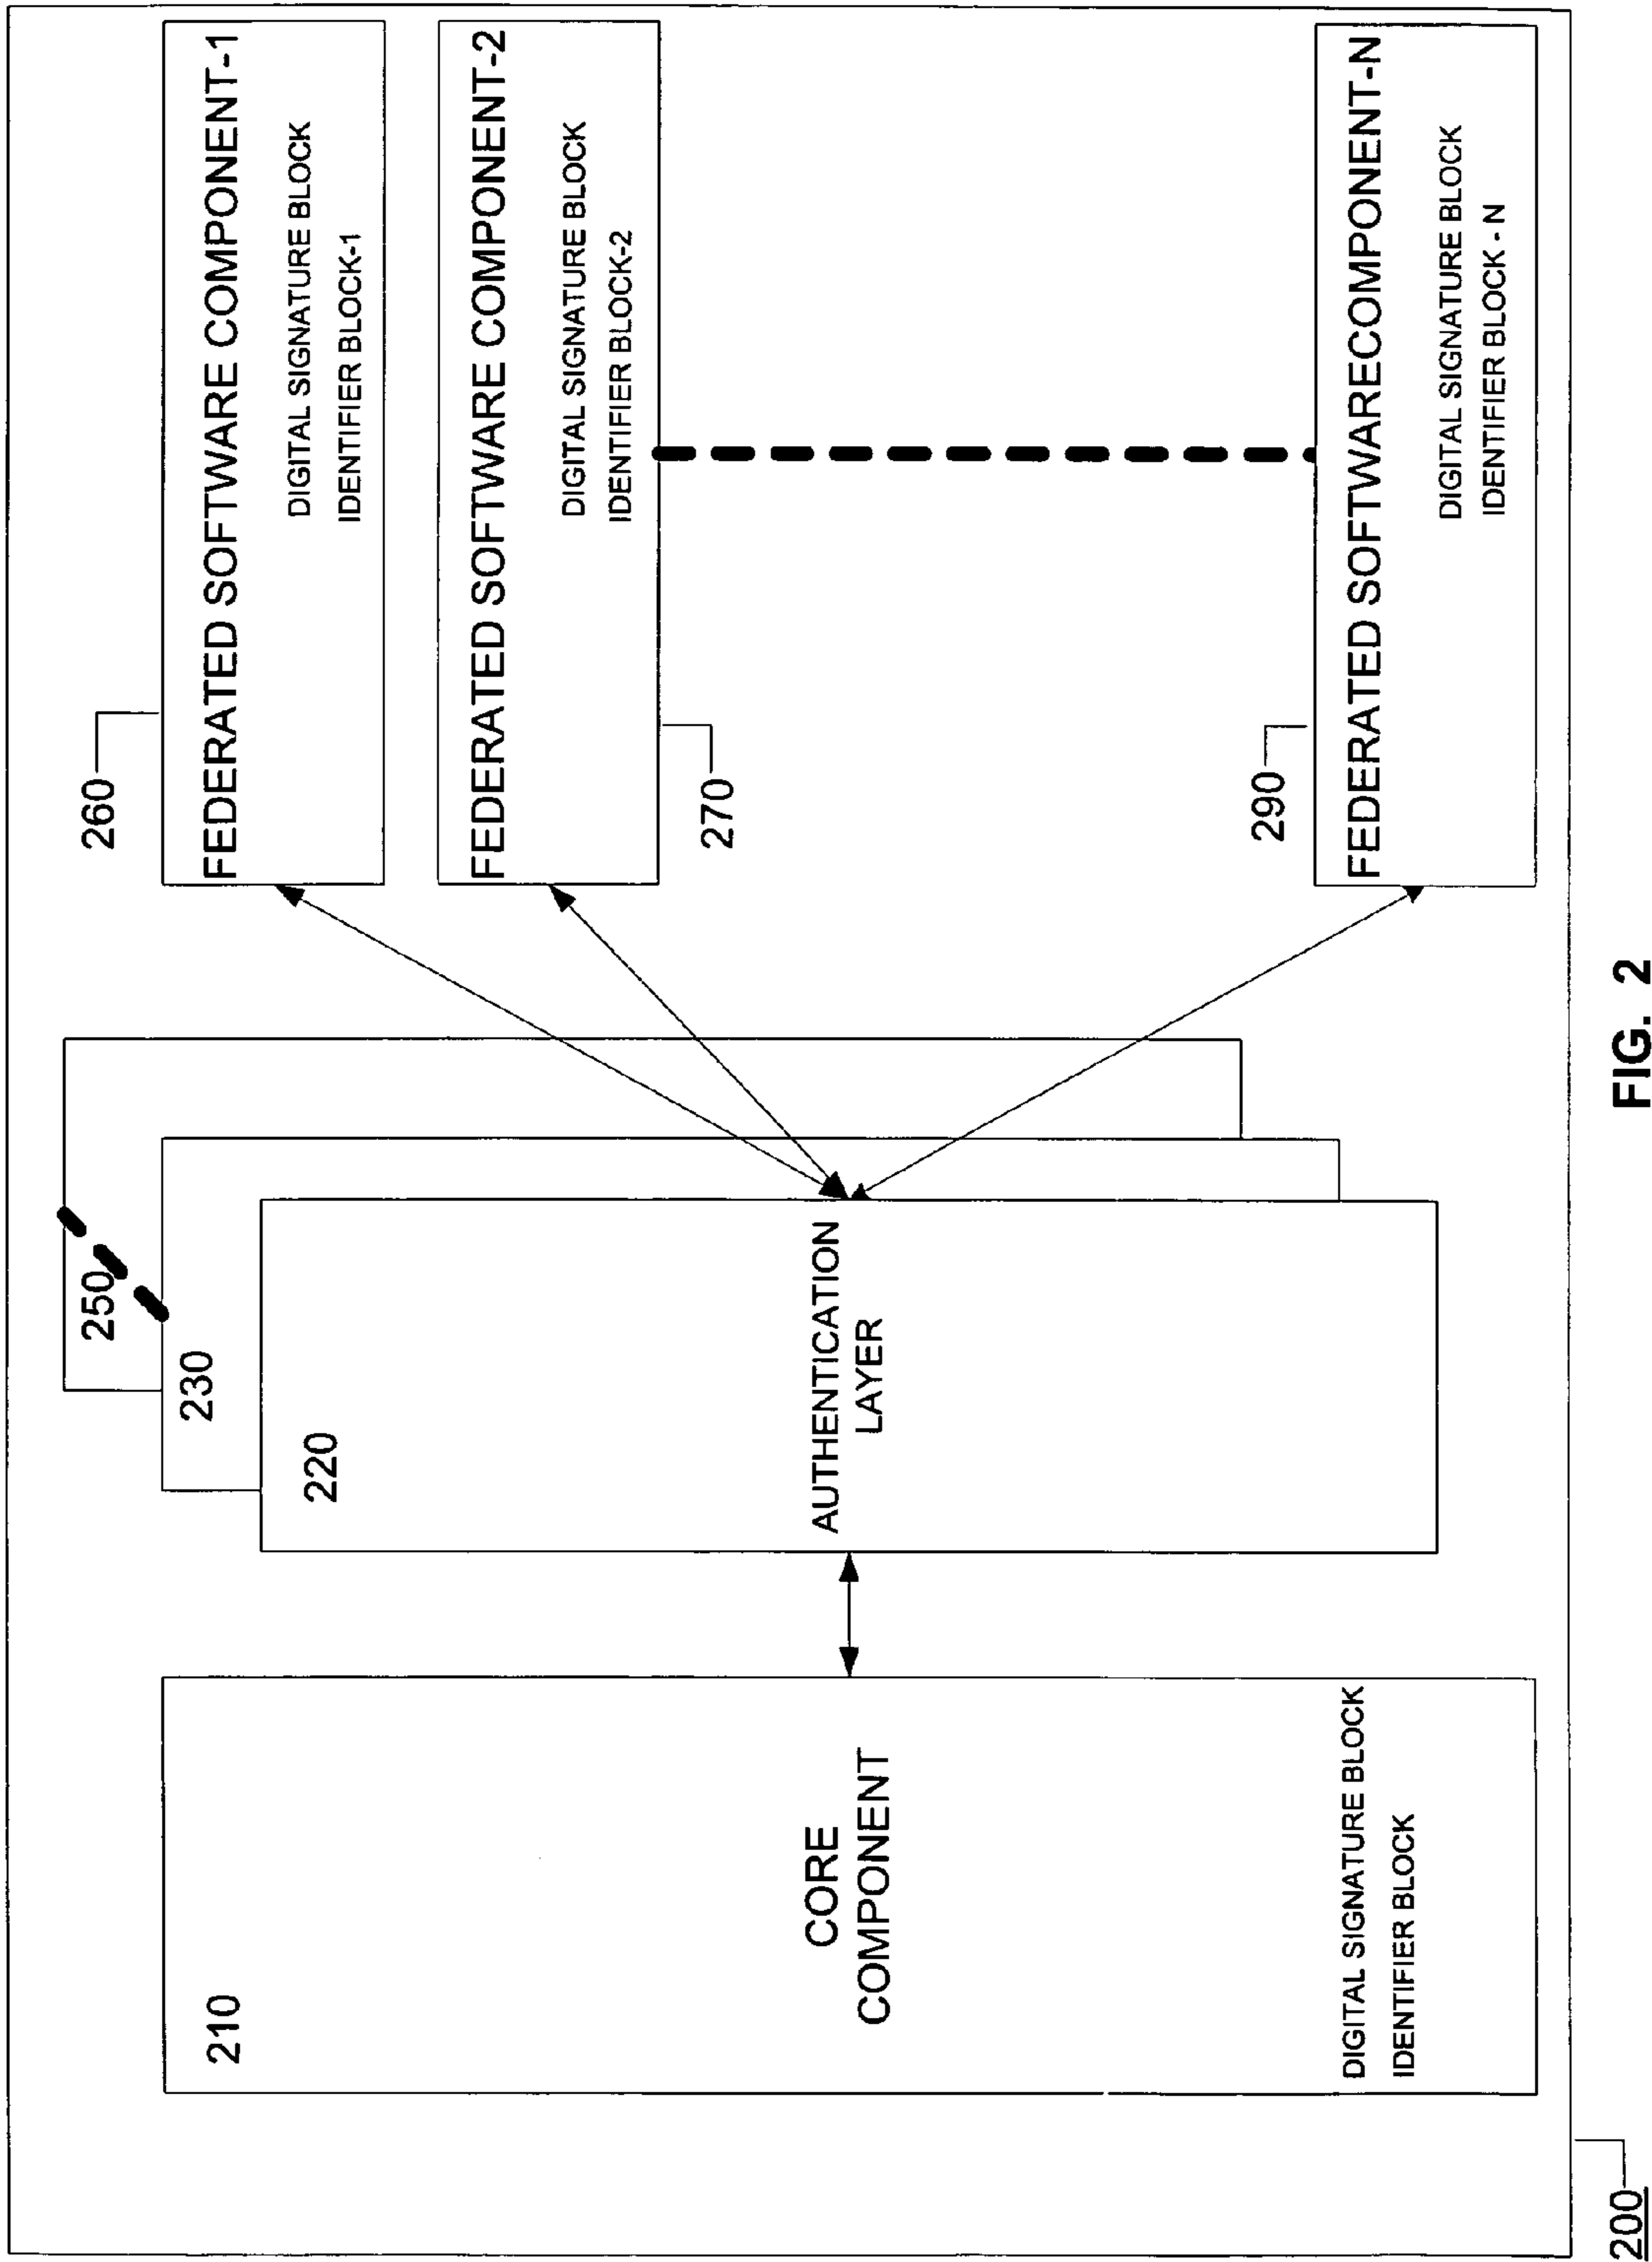 210
CORE
COMPONENT
DIGITAL SIGNATURE BLOCK
IDENTIFIER BLOCK
250
230
220
AUTHENTICATION
LAYER
260
FEDERATED SOFTWARE COMPONENT-1
DIGITAL SIGNATURE BLOCK
IDENTIFIER BLOCK-1
FEDERATED SOFTWARE COMPONENT-2
DIGITAL SIGNATURE BLOCK
IDENTIFIER BLOCK-2
270
290
FEDERATED SOFTWARECOMPONENT-N
DIGITAL SIGNATURE BLOCK
IDENTIFIER BLOCK - N
200
FIG. 2